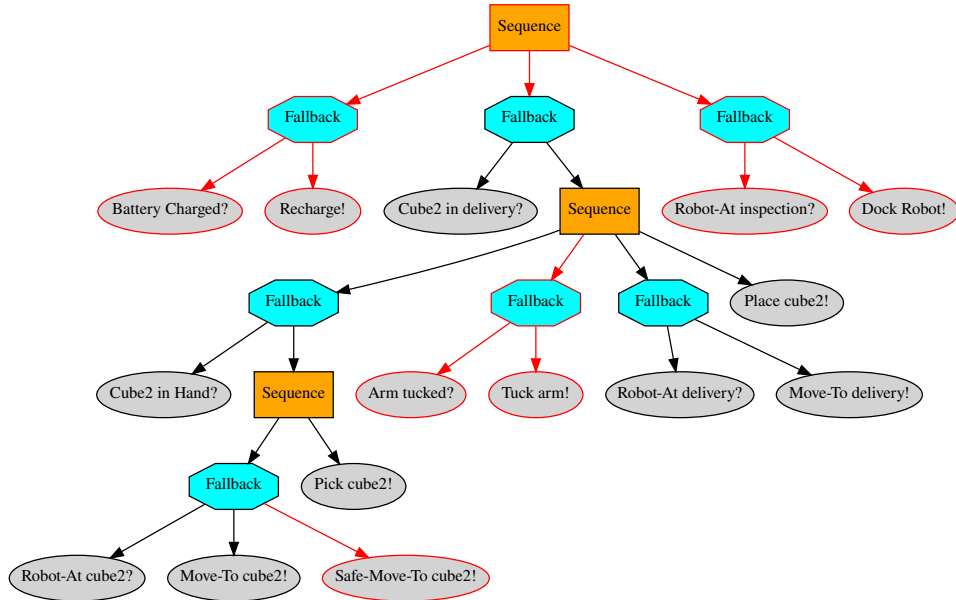 Sequence
Fallback
Fallback
Fallback
Battery Charged?
Recharge!
Cube2 in delivery?
Sequence
Robot-At inspection?
Dock Robot!
Fallback
Fallback
Fallback
Place cube2!
Cube2 in Hand?
Sequence
Arm tucked?
Tuck arm!
Robot-At delivery?
Move-To delivery!
Fallback
Pick cube2!
Robot-At cube2?
Move-To cube2!
Safe-Move-To cube2!